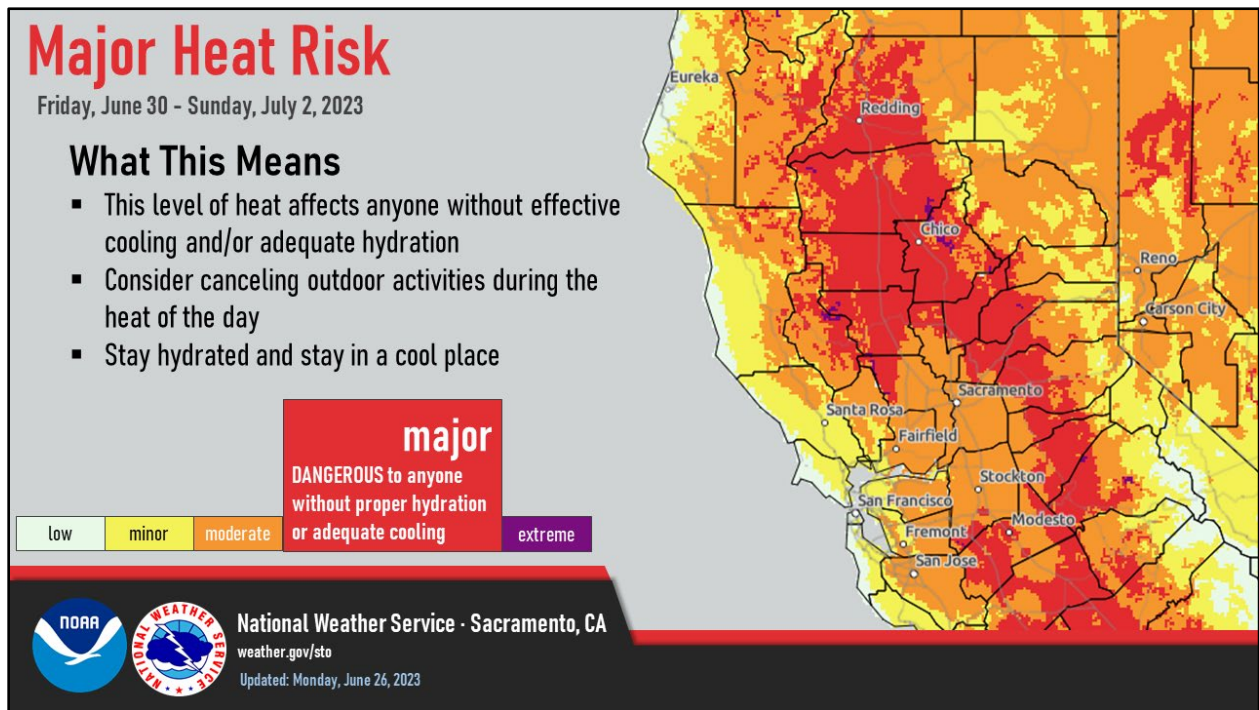 Major Heat Risk
Friday, June 30 - Sunday, July 2, 2023
What This Means
▪ This level of heat affects anyone without effective
cooling and/or adequate hydration
▪ Consider canceling outdoor activities during the
heat of the day
▪ Stay hydrated and stay in a cool place
low
minor
moderate
major
DANGEROUS to anyone
without proper hydration
or adequate cooling
extreme
Eureka
Redding
Chico
Reno
Carson City
Sacramento
Santa Rosa
Fairfield
Stockton
San Francisco
Modesto
Fremont
San Jose
NOAA
NATIONAL WEATHER SERVICE
National Weather Service · Sacramento, CA
weather.gov/sto
Updated: Monday, June 26, 2023